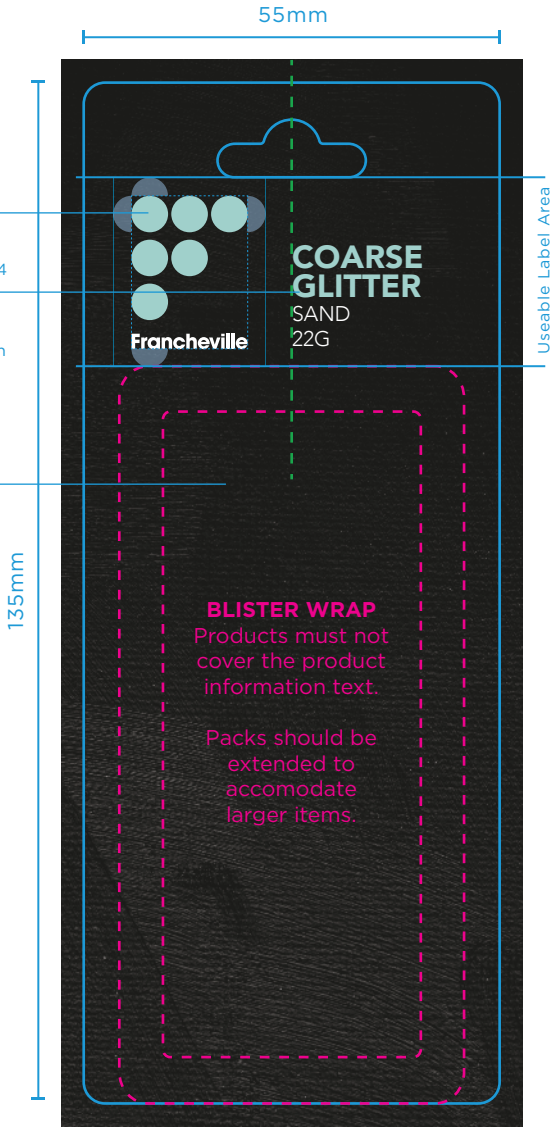 55mm
4
n
135mm
Useable Label Area
COARSE
GLITTER
SAND
22G
Francheville
BLISTER WRAP
Products must not
cover the product
information text.
Packs should be
extended to
accomodate
larger items.